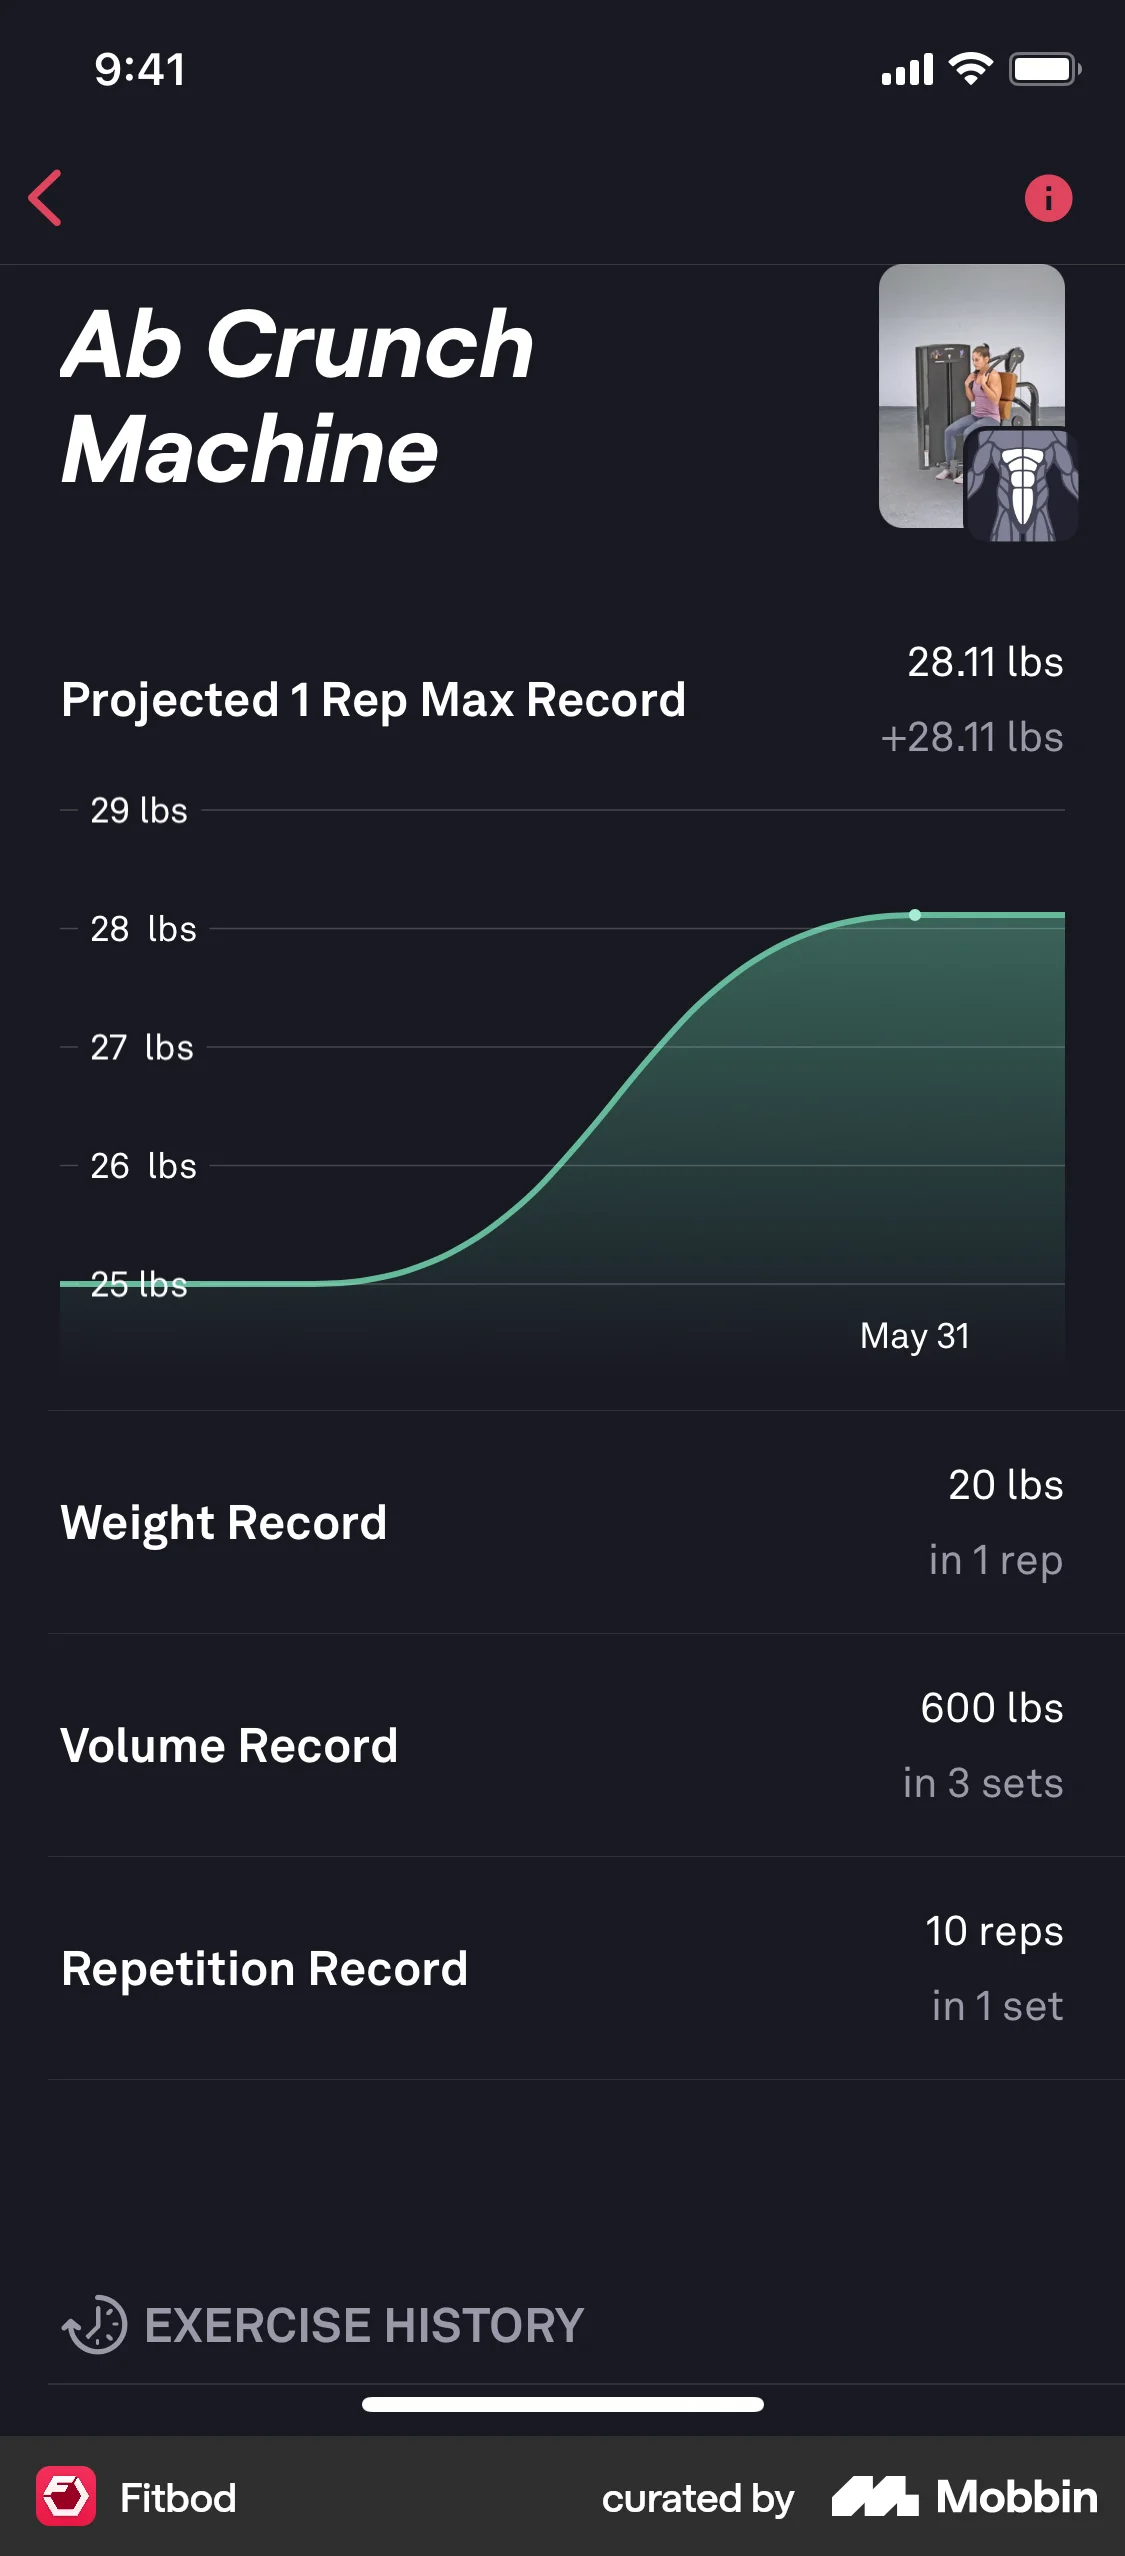 9:41
Ab Crunch
Machine
Projected 1 Rep Max Record
28.11 lbs
+28.11 lbs
29 lbs
28 lbs
27 lbs
26 lbs
25 lbs
May 31
Weight Record
20 lbs
in 1 rep
Volume Record
600 lbs
in 3 sets
Repetition Record
10 reps
in 1 set
EXERCISE HISTORY
Fitbod
curated by Mobbin